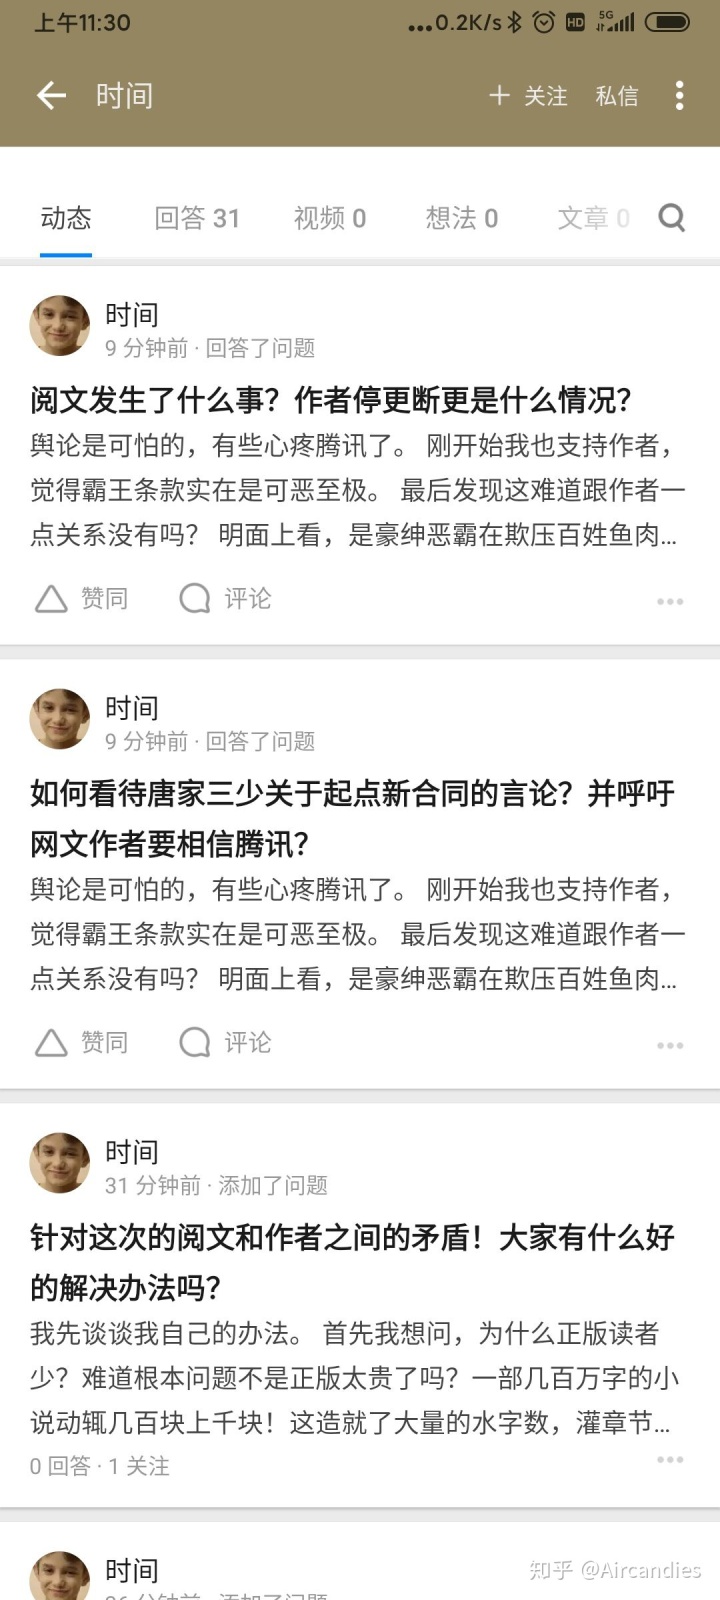 上午11:30
...0.2K/s
HD
5G
时间
+ 关注
私信
动态
回答 31
视频 0
想法 0
文章 0
时间
9 分钟前 · 回答了问题
阅文发生了什么事？作者停更断更是什么情况？
舆论是可怕的，有些心疼腾讯了。 刚开始我也支持作者，
觉得霸王条款实在是可恶至极。 最后发现这难道跟作者一
点关系没有吗？ 明面上看，是豪绅恶霸在欺压百姓鱼肉...
赞同
评论
时间
9 分钟前 · 回答了问题
如何看待唐家三少关于起点新合同的言论？并呼吁
网文作者要相信腾讯？
舆论是可怕的，有些心疼腾讯了。 刚开始我也支持作者，
觉得霸王条款实在是可恶至极。 最后发现这难道跟作者一
点关系没有吗？ 明面上看，是豪绅恶霸在欺压百姓鱼肉...
赞同
评论
时间
31 分钟前 · 添加了问题
针对这次的阅文和作者之间的矛盾！大家有什么好
的解决办法吗？
我先谈谈我自己的办法。 首先我想问，为什么正版读者
少？难道根本问题不是正版太贵了吗？一部几百万字的小
说动辄几百块上千块！这造就了大量的水字数，灌章节...
0 回答 · 1 关注
时间
知乎 @Aircandies